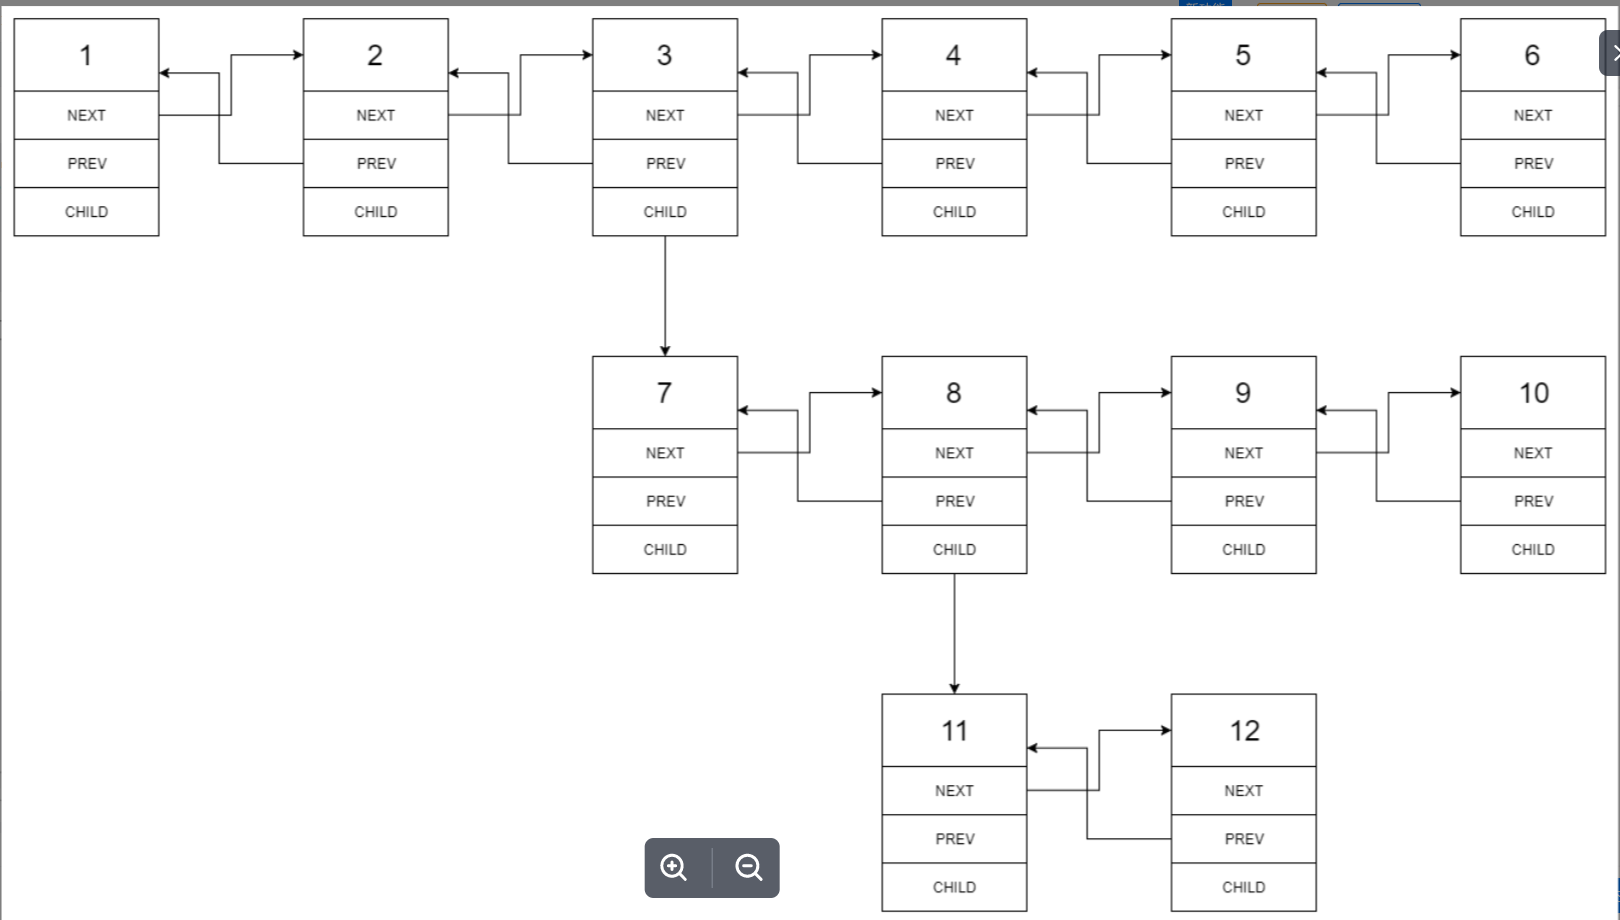 1 2 3 4 5 6
NEXT NEXT NEXT NEXT NEXT NEXT
PREV PREV PREV PREV PREV PREV
CHILD CHILD CHILD CHILD CHILD CHILD
7 8 9 10
NEXT NEXT NEXT NEXT
PREV PREV PREV PREV
CHILD CHILD CHILD CHILD
11 12
NEXT NEXT
PREV PREV
CHILD CHILD